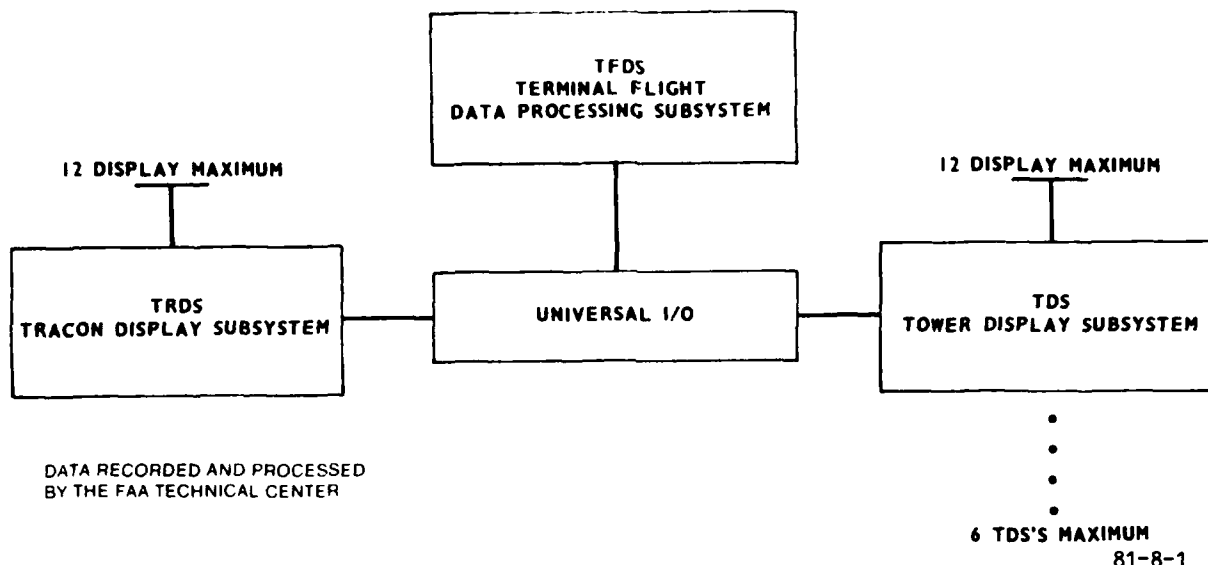 TFDS
TERMINAL FLIGHT
DATA PROCESSING SUBSYSTEM
12 DISPLAY MAXIMUM
12 DISPLAY MAXIMUM
TRDS
TRACON DISPLAY SUBSYSTEM
UNIVERSAL I/O
TDS
TOWER DISPLAY SUBSYSTEM
DATA RECORDED AND PROCESSED
BY THE FAA TECHNICAL CENTER
6 TDS'S MAXIMUM
81-8-1